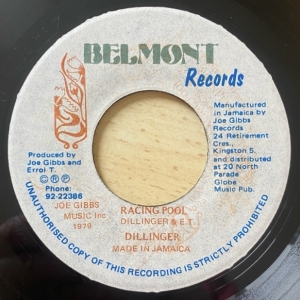 BELMONT
Records
Manufactured
in Jamaica by
Joe Gibbs
Records
24 Retirement
Cres.,
Kingston 5.
and distributed
at 20 North
Parade
Globe
Music Pub.
Produced by
Joe Gibbs and
Errol T.
Phone:
92-22386
JOE GIBBS
MUSIC Inc
1979
RACING POOL
DILLINGER & E.T.
DILLINGER
MADE IN JAMAICA
UNAUTHORISED COPY OF THIS RECORDING IS STRICTLY PROHIBITED